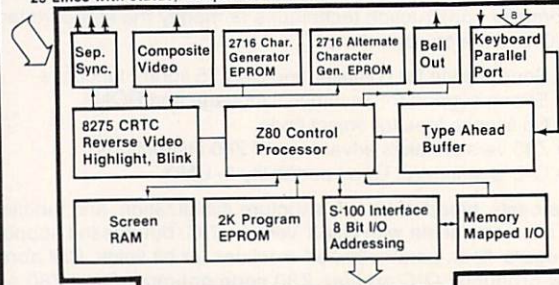 Sep.
Sync.
Composite
Video
2716 Char.
Generator
EPROM
2716 Alternate
Character
Gen. EPROM
Bell
Out
8
Keyboard
Parallel
Port
8275 CRTC
Reverse Video
Highlight, Blink
Z80 Control
Processor
Type Ahead
Buffer
Screen
RAM
2K Program
EPROM
S-100 Interface
8 Bit I/O
Addressing
Memory
Mapped I/O